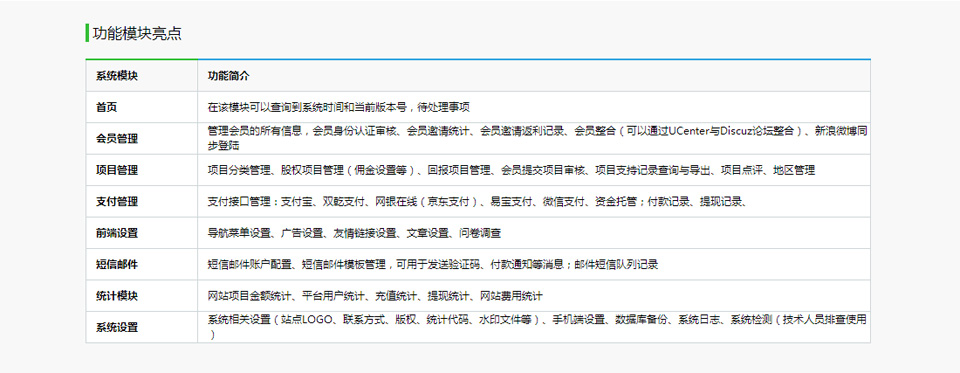 功能模块亮点
系统模块 功能简介
首页 在该模块可以查询到系统时间和当前版本号，待处理事项
会员管理 管理会员的所有信息，会员身份认证审核、会员邀请统计、会员邀请返利记录、会员整合（可以通过UCenter与Discuz论坛整合）、新浪微博同
步登陆
项目管理 项目分类管理、股权项目管理（佣金设置等）、回报项目管理、会员提交项目审核、项目支持记录查询与导出、项目点评、地区管理
支付管理 支付接口管理：支付宝、双乾支付、网银在线（京东支付）、易宝支付、微信支付、资金托管；付款记录、提现记录、
前端设置 导航菜单设置、广告设置、友情链接设置、文章设置、问卷调查
短信邮件 短信邮件账户配置、短信邮件模板管理，可用于发送验证码、付款通知等消息；邮件短信队列记录
统计模块 网站项目金额统计、平台用户统计、充值统计、提现统计、网站费用统计
系统设置 系统相关设置（站点LOGO、联系方式、版权、统计代码、水印文件等）、手机端设置、数据库备份、系统日志、系统检测（技术人员排查使用
）